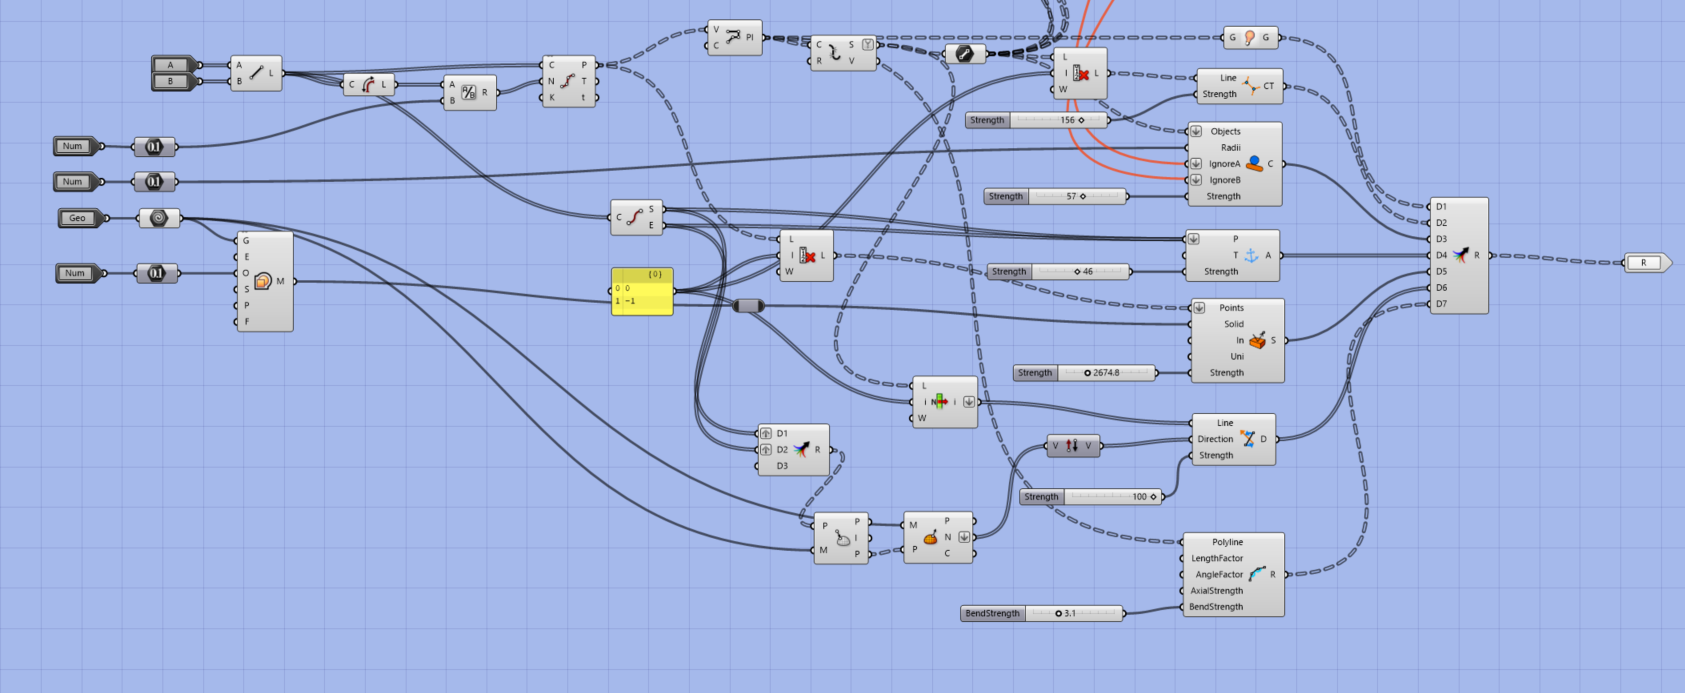 A
B
A
B
L
C
L
A
B
A/B
R
C
N
K
P
T
t
V
C
Pl
C
R
S
V
L
I
W
L
G
G
Line
Strength
CT
Strength
156
Num
0.1
Num
0.1
Geo
Num
0.1
G
E
O
S
P
F
M
Objects
Radii
IgnoreA
IgnoreB
Strength
C
Strength
57
C
S
E
L
I
W
L
{0}
0 0
1 -1
P
T
Strength
A
Strength
46
Points
Solid
In
Uni
Strength
S
Strength
2674.8
D1
D2
D3
D4
D5
D6
D7
R
R
L
i
W
N
i
D1
D2
D3
R
V
V
Line
Direction
Strength
D
Strength
100
P
M
P
I
P
M
P
P
N
C
Polyline
LengthFactor
AngleFactor
AxialStrength
BendStrength
R
BendStrength
3.1